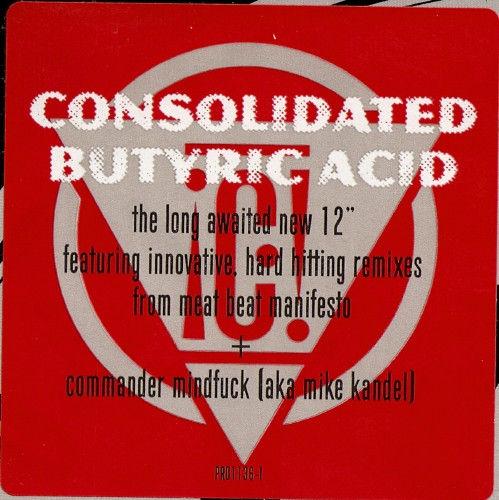 CONSOLIDATED
BUTYRIC ACID
¡C!
the long awaited new 12"
featuring innovative, hard hitting remixes
from meat beat manifesto
+
commander mindfuck (aka mike kandel)
PRO1136-1